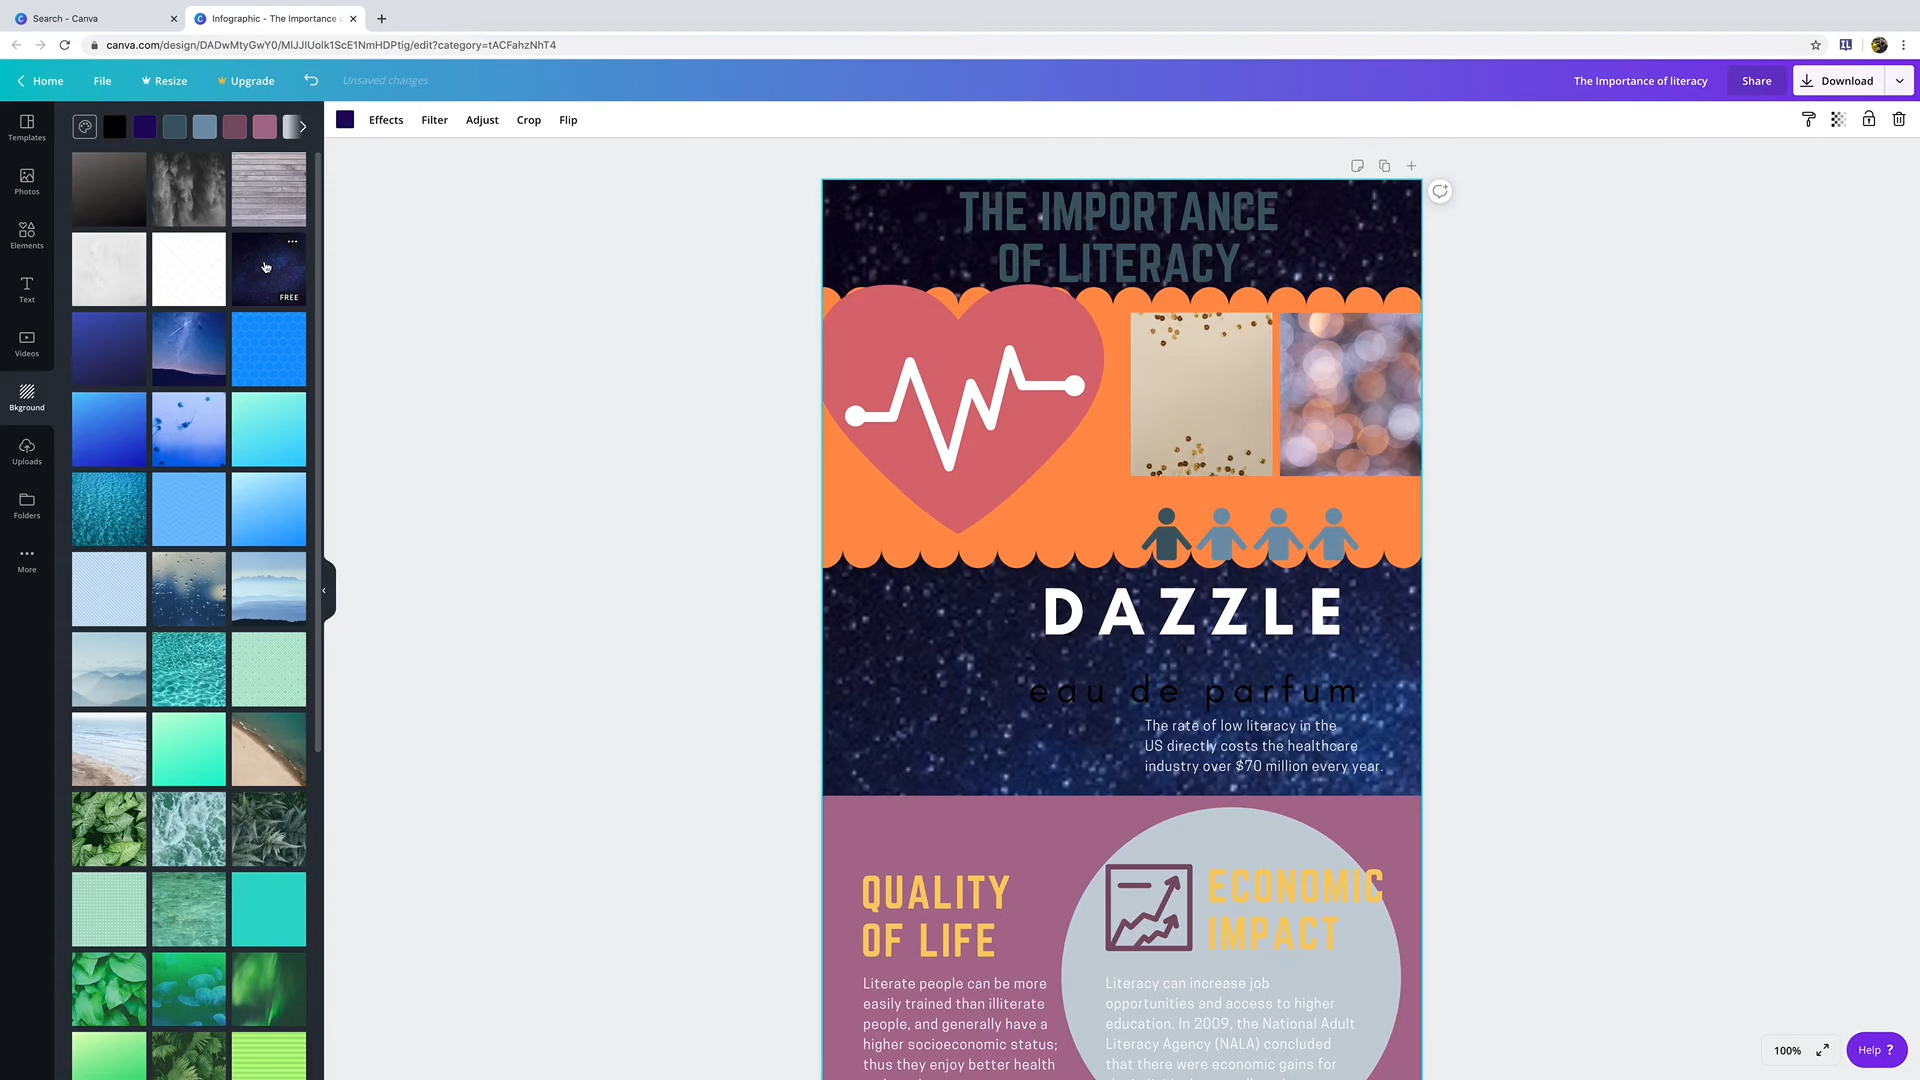 Search - Canva
Infographic - The Importance o
canva.com/design/DADwMtyGwY0/MlJJIUolk1ScE1NmHDPtig/edit?category=tACFahzNhT4
Home
File
Resize
Upgrade
Unsaved changes
The Importance of literacy
Share
Download
Effects
Filter
Adjust
Crop
Flip
Templates
Photos
Elements
Text
Videos
Bkground
Uploads
Folders
More
FREE
THE IMPORTANCE
OF LITERACY
DAZZLE
eau de parfum
The rate of low literacy in the
US directly costs the healthcare
industry over $70 million every year.
QUALITY
OF LIFE
Literate people can be more
easily trained than illiterate
people, and generally have a
higher socioeconomic status;
thus they enjoy better health
ECONOMIC
IMPACT
Literacy can increase job
opportunities and access to higher
education. In 2009, the National Adult
Literacy Agency (NALA) concluded
that there were economic gains for
100%
Help ?